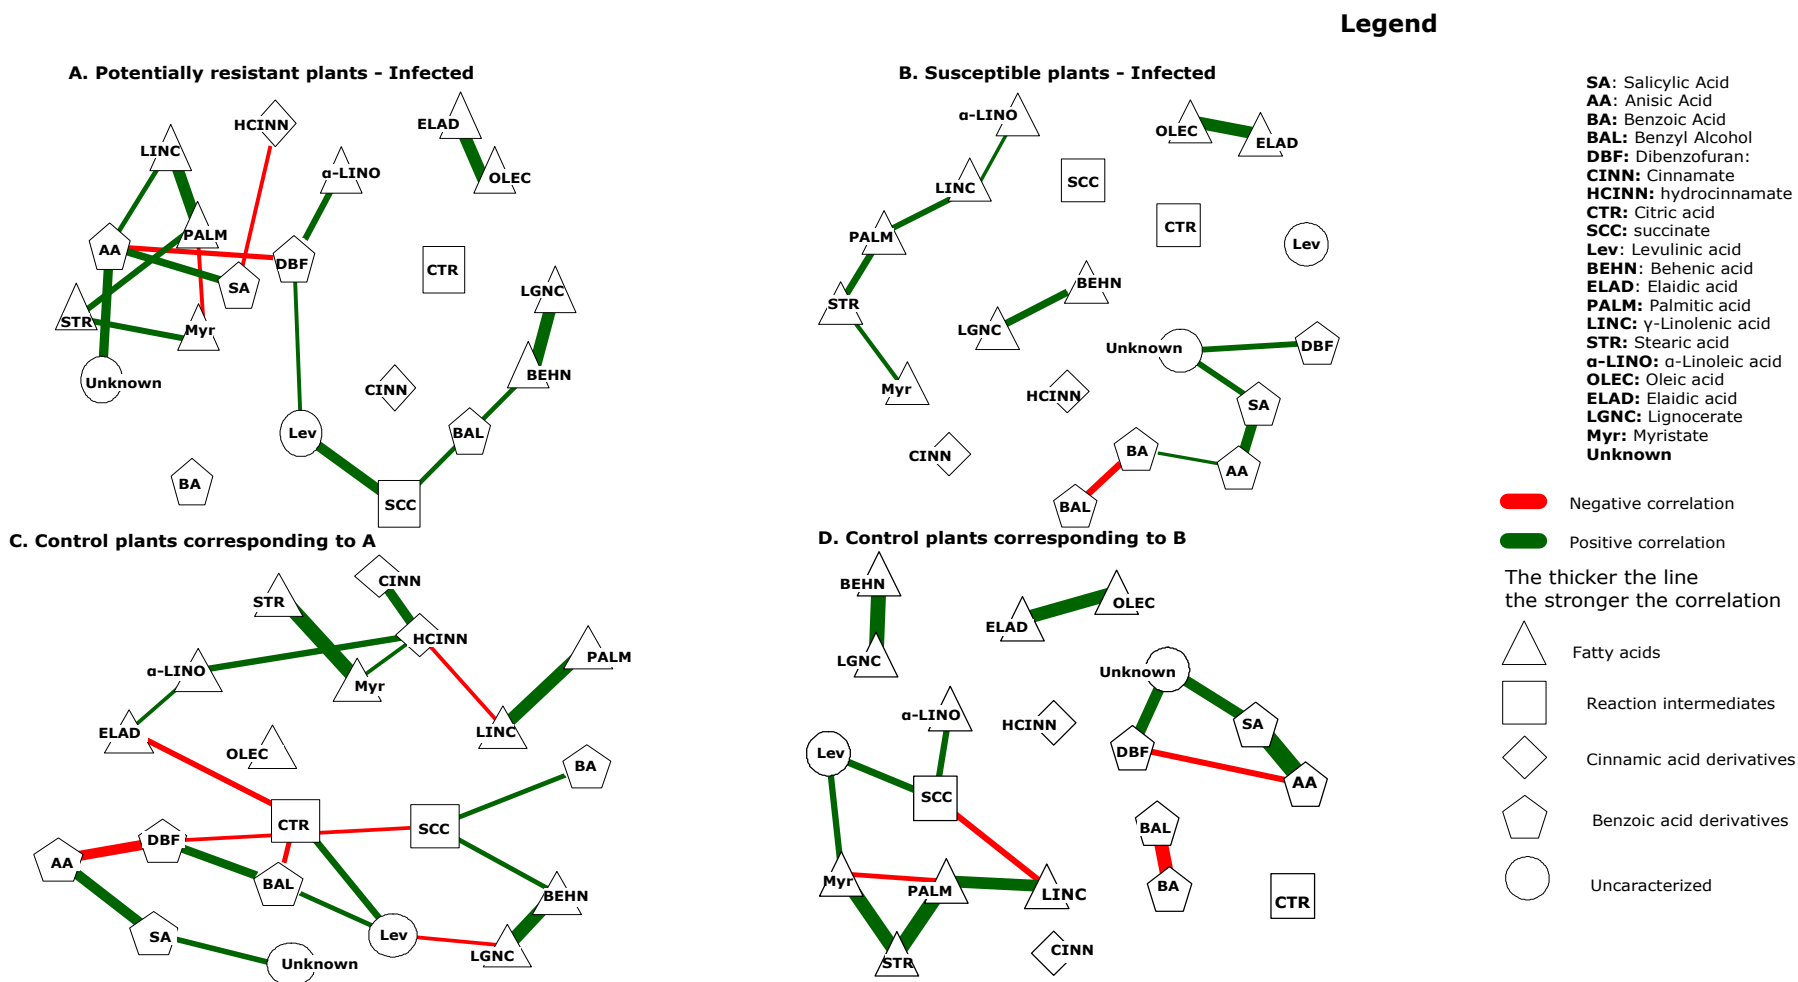 Legend
A. Potentially resistant plants - Infected
HCINN
ELAD
LINC
α-LINO
OLEC
PALM
AA
DBF
CTR
SA
LGNC
STR
Myr
Unknown
CINN
BEHN
Lev
BAL
BA
SCC
B. Susceptible plants - Infected
α-LINO
OLEC
ELAD
SCC
LINC
CTR
PALM
Lev
BEHN
STR
LGNC
Unknown
DBF
Myr
HCINN
SA
BA
CINN
AA
BAL
C. Control plants corresponding to A
CINN
STR
HCINN
PALM
α-LINO
Myr
ELAD
LINC
OLEC
BA
CTR
SCC
DBF
AA
BAL
BEHN
SA
Lev
LGNC
Unknown
D. Control plants corresponding to B
BEHN
OLEC
ELAD
LGNC
Unknown
α-LINO
HCINN
SA
Lev
DBF
AA
SCC
BAL
Myr
PALM
LINC
BA
CTR
CINN
STR
SA: Salicylic Acid
AA: Anisic Acid
BA: Benzoic Acid
BAL: Benzyl Alcohol
DBF: Dibenzofuran:
CINN: Cinnamate
HCINN: hydrocinnamate
CTR: Citric acid
SCC: succinate
Lev: Levulinic acid
BEHN: Behenic acid
ELAD: Elaidic acid
PALM: Palmitic acid
LINC: γ-Linolenic acid
STR: Stearic acid
α-LINO: α-Linoleic acid
OLEC: Oleic acid
ELAD: Elaidic acid
LGNC: Lignocerate
Myr: Myristate
Unknown
Negative correlation
Positive correlation
The thicker the line
the stronger the correlation
Fatty acids
Reaction intermediates
Cinnamic acid derivatives
Benzoic acid derivatives
Uncaracterized